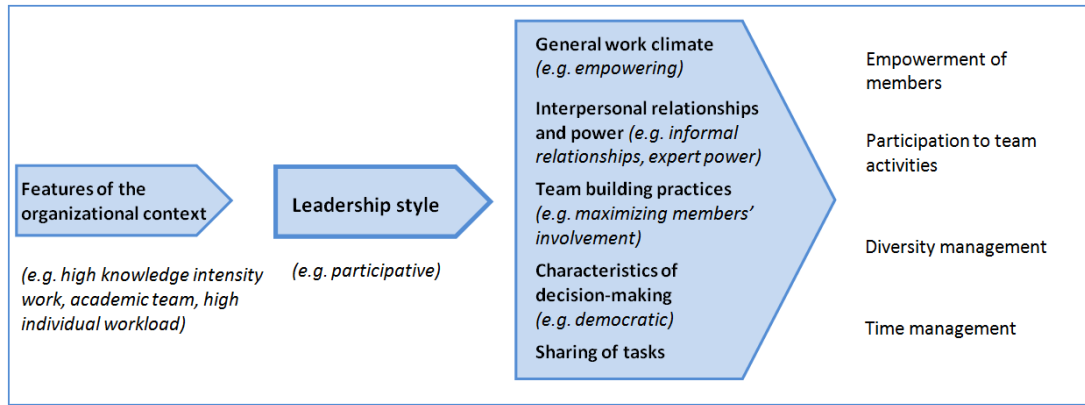 Features of the
organizational context
(e.g. high knowledge intensity
work, academic team, high
individual workload)
Leadership style
(e.g. participative)
General work climate
(e.g. empowering)
Interpersonal relationships
and power (e.g. informal
relationships, expert power)
Team building practices
(e.g. maximizing members’
involvement)
Characteristics of
decision-making
(e.g. democratic)
Sharing of tasks
Empowerment of
members
Participation to team
activities
Diversity management
Time management